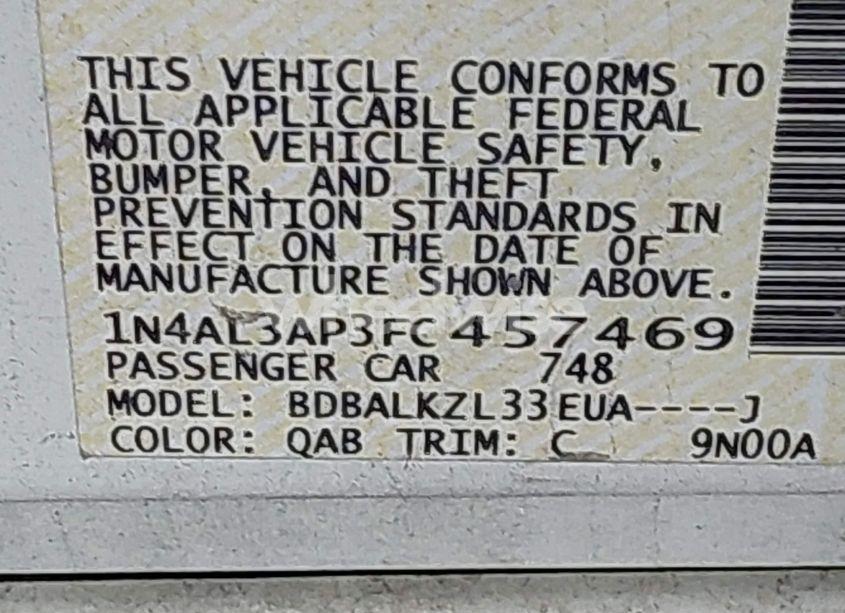 THIS VEHICLE CONFORMS TO
ALL APPLICABLE FEDERAL
MOTOR VEHICLE SAFETY,
BUMPER, AND THEFT
PREVENTION STANDARDS IN
EFFECT ON THE DATE OF
MANUFACTURE SHOWN ABOVE.
1N4AL3AP3FC457469
PASSENGER CAR 748
MODEL: BDBALKZL33EUA----J
COLOR: QAB TRIM: C 9N00A